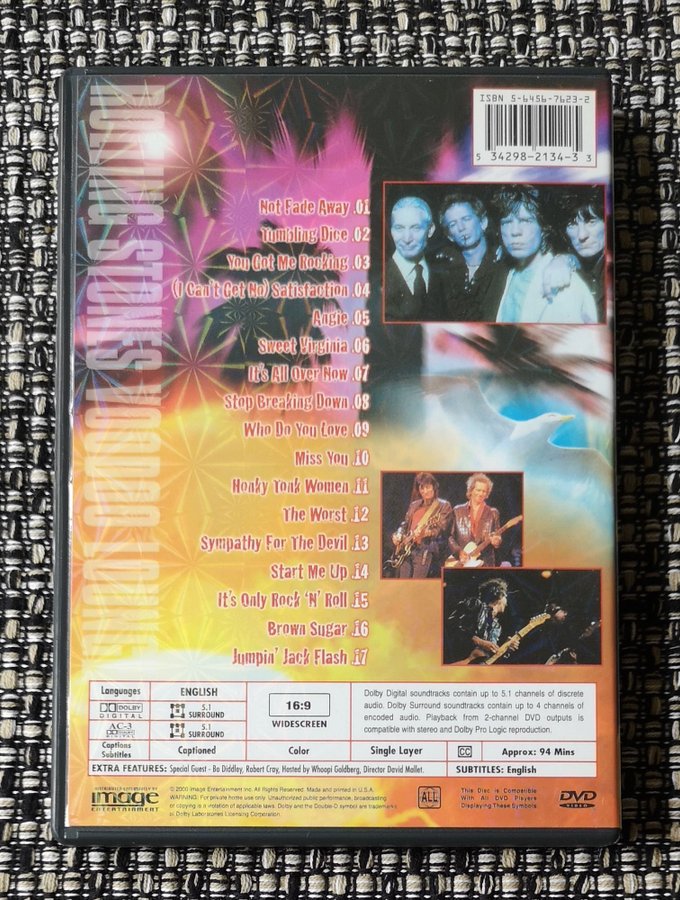 ROLLING STONES VOODOO LOUNGE
ISBN 5-6456-7623-2
5 34298-2134-3 3
Not Fade Away .01
Tumbling Dice .02
You Got Me Rocking .03
(I Can't Get No) Satisfaction .04
Angie .05
Sweet Virginia .06
It's All Over Now .07
Stop Breaking Down .08
Who Do You Love .09
Miss You .10
Honky Tonk Women .11
The Worst .12
Sympathy For The Devil .13
Start Me Up .14
It's Only Rock 'N' Roll .15
Brown Sugar .16
Jumpin' Jack Flash .17
Languages
ENGLISH
DOLBY
DIGITAL
5.1
SURROUND
AC-3
DOLBY
DIGITAL
5.1
SURROUND
16:9
WIDESCREEN
Dolby Digital soundtracks contain up to 5.1 channels of discrete
audio. Dolby Surround soundtracks contain up to 4 channels of
encoded audio. Playback from 2-channel DVD outputs is
compatible with stereo and Dolby Pro Logic reproduction.
Captions
Subtitles
Captioned
Color
Single Layer
CC
Approx: 94 Mins
EXTRA FEATURES: Special Guest - Bo Diddley, Robert Cray, Hosted by Whoopi Goldberg, Director David Mallet.
SUBTITLES: English
DISTRIBUTED EXCLUSIVELY BY
image
ENTERTAINMENT
© 2000 Image Entertainment Inc. All Rights Reserved. Made and printed in U.S.A.
WARNING: For private home use only. Unauthorized public performance, broadcasting
or copying is a violation of applicable laws. Dolby and the Double-D symbol are trademarks
of Dolby Laboratories Licensing Corporation.
ALL
This Disc is Compatible
With All DVD Players
Displaying These Symbols
DVD
VIDEO